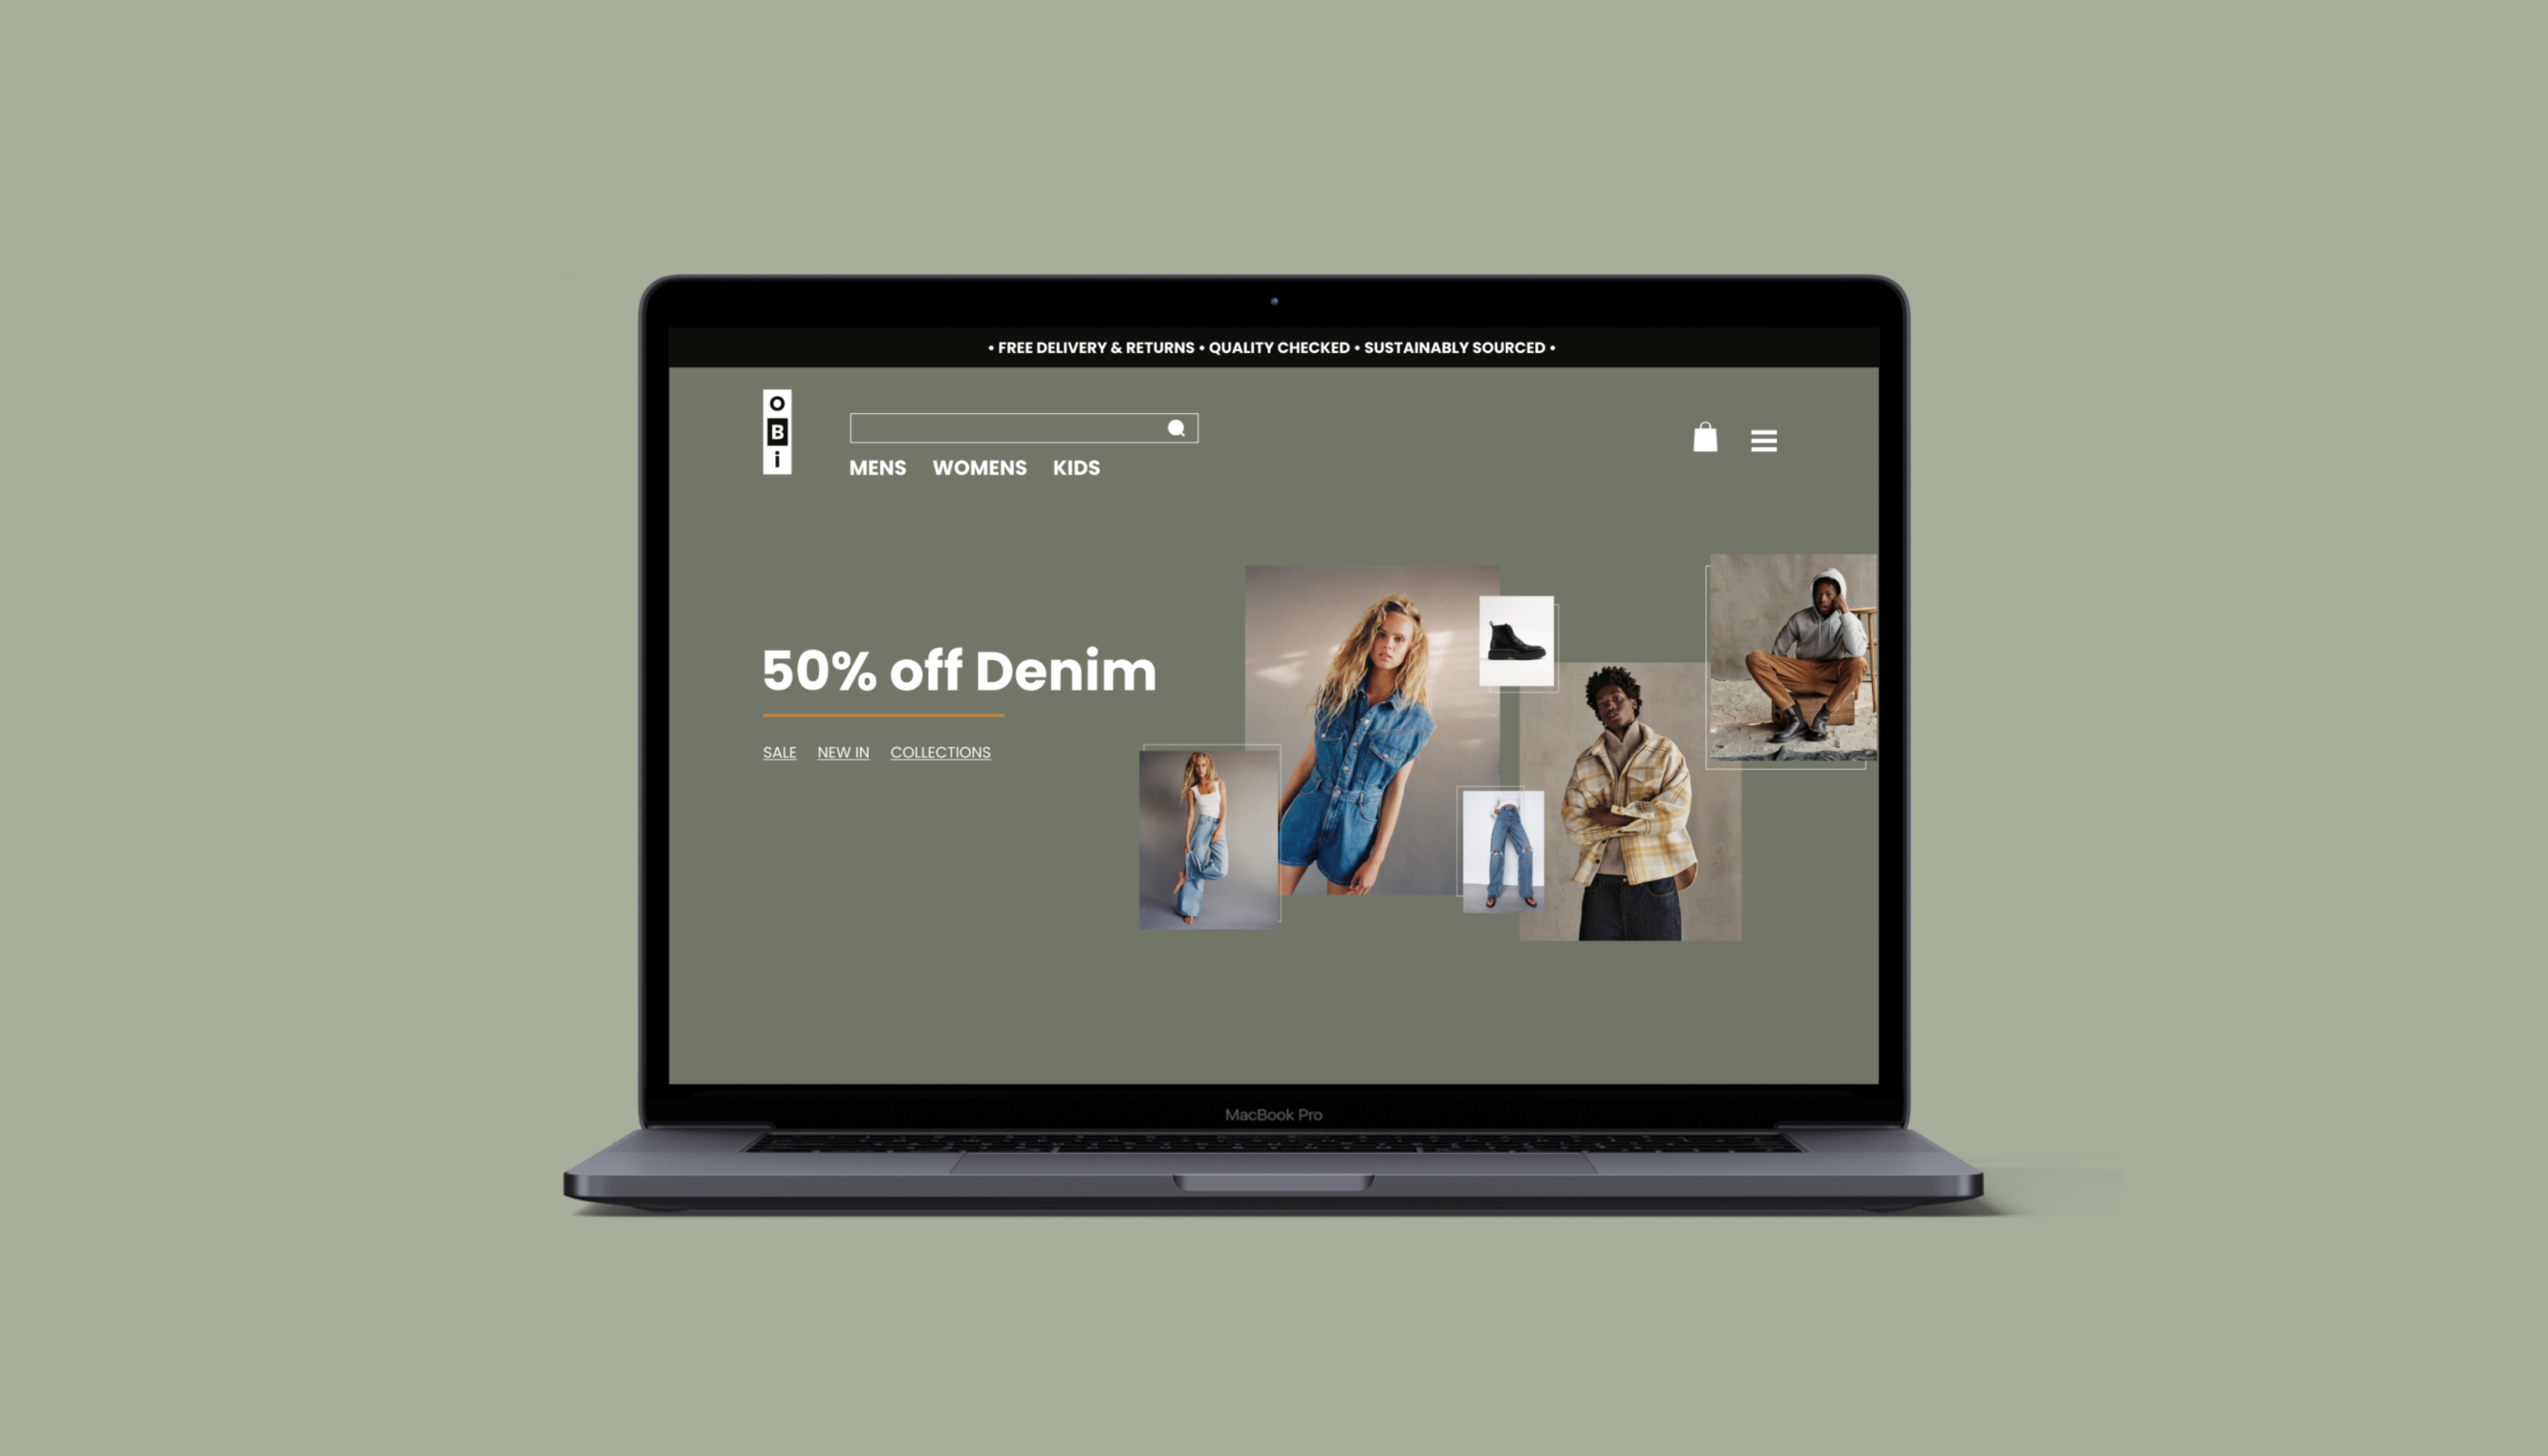 • FREE DELIVERY & RETURNS • QUALITY CHECKED • SUSTAINABLY SOURCED •
O
B
i
MENS WOMENS KIDS
50% off Denim
SALE NEW IN COLLECTIONS
MacBook Pro